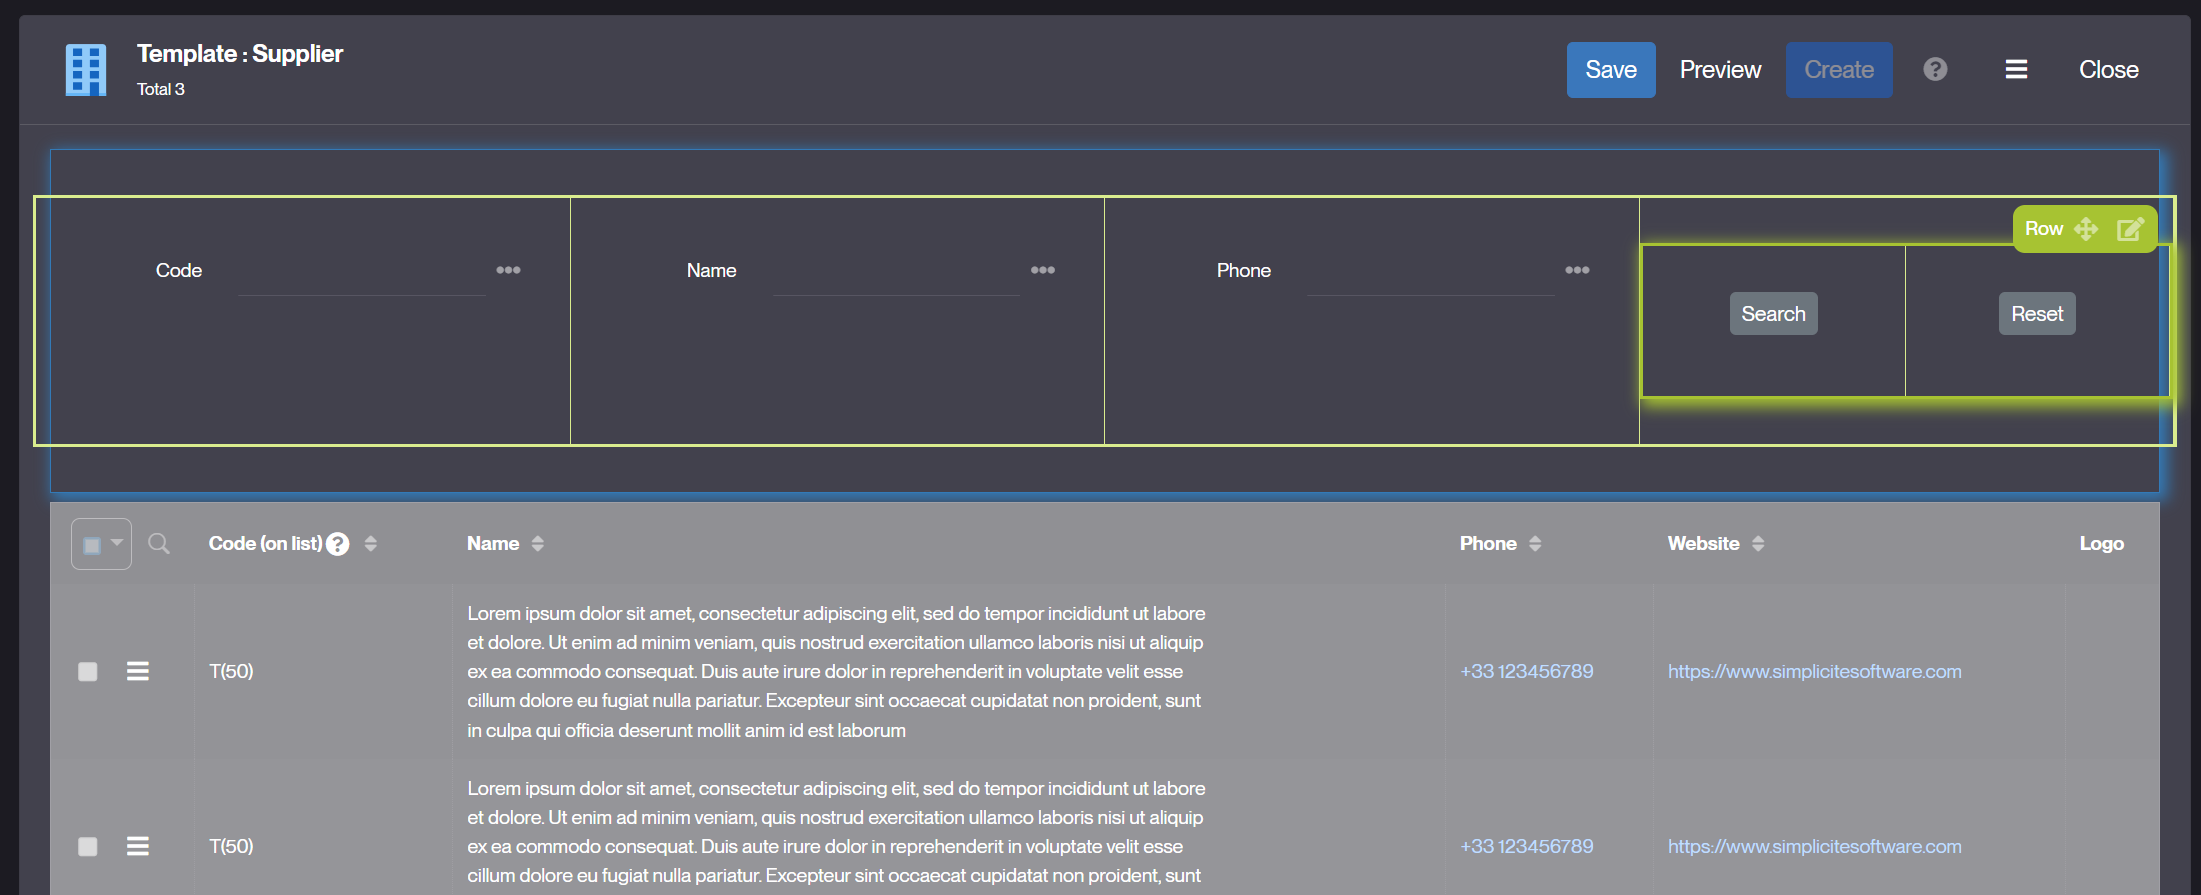 Template : Supplier
Total 3
Save Preview Create ? Close
Row
Code Name Phone
Search Reset
Code (on list) ? Name Phone Website Logo
T(50)
Lorem ipsum dolor sit amet, consectetur adipiscing elit, sed do tempor incididunt ut labore
et dolore. Ut enim ad minim veniam, quis nostrud exercitation ullamco laboris nisi ut aliquip
ex ea commodo consequat. Duis aute irure dolor in reprehenderit in voluptate velit esse
cillum dolore eu fugiat nulla pariatur. Excepteur sint occaecat cupidatat non proident, sunt
in culpa qui officia deserunt mollit anim id est laborum
+33 123456789
https://www.simplicitesoftware.com
T(50)
Lorem ipsum dolor sit amet, consectetur adipiscing elit, sed do tempor incididunt ut labore
et dolore. Ut enim ad minim veniam, quis nostrud exercitation ullamco laboris nisi ut aliquip
ex ea commodo consequat. Duis aute irure dolor in reprehenderit in voluptate velit esse
cillum dolore eu fugiat nulla pariatur. Excepteur sint occaecat cupidatat non proident, sunt
+33 123456789
https://www.simplicitesoftware.com